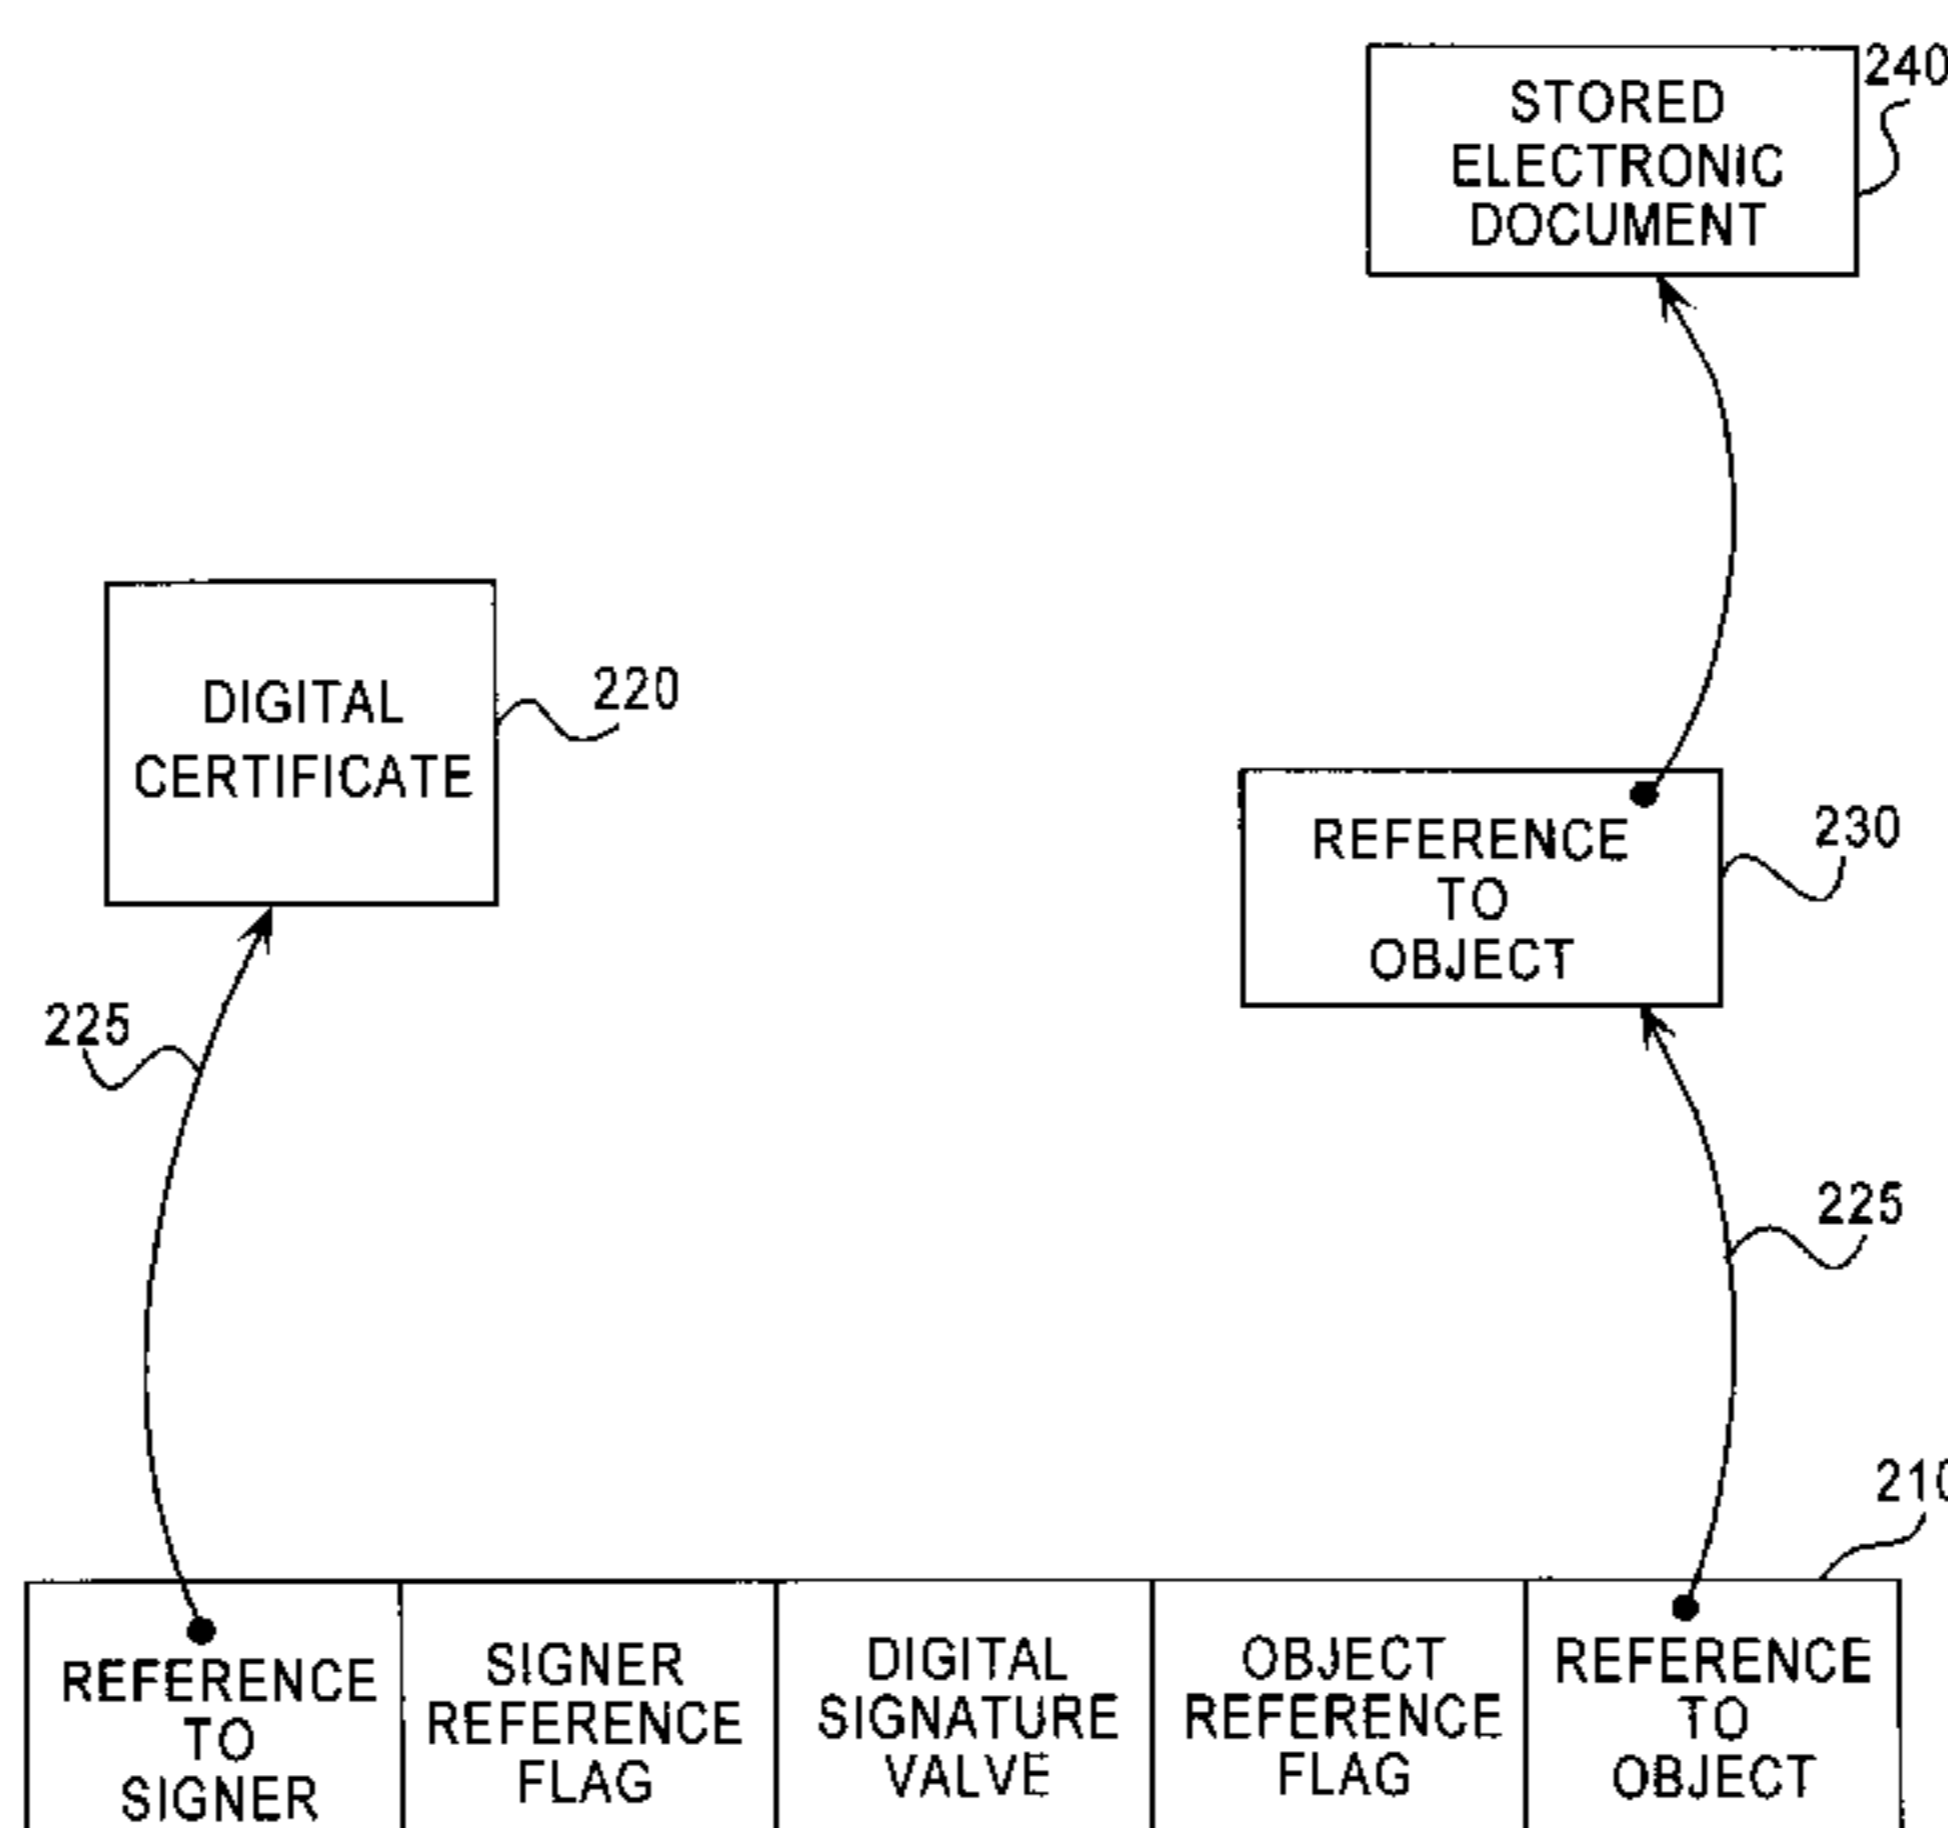 240
STORED
ELECTRONIC
DOCUMENT
DIGITAL
CERTIFICATE
220
REFERENCE
TO
OBJECT
230
225
225
210
REFERENCE
TO
SIGNER
SIGNER
REFERENCE
FLAG
DIGITAL
SIGNATURE
VALVE
OBJECT
REFERENCE
FLAG
REFERENCE
TO
OBJECT